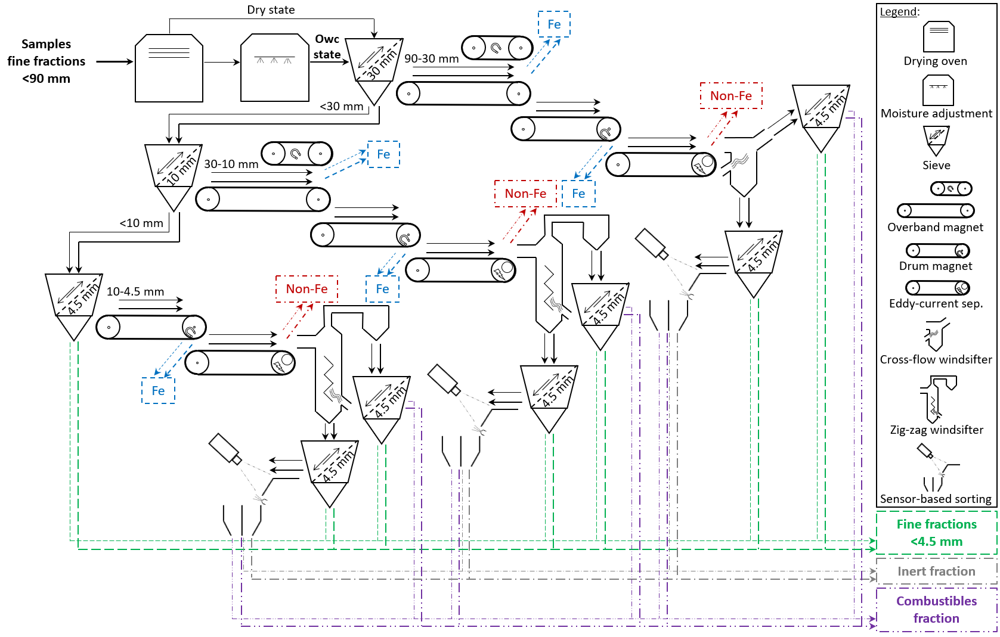 Dry state
Samples
fine fractions
<90 mm
Owc
state
30 mm
90-30 mm
Fe
<30 mm
Non-Fe
4.5 mm
10 mm
30-10 mm
Fe
Non-Fe
Fe
<10 mm
4.5 mm
4.5 mm
10-4.5 mm
Non-Fe
Fe
4.5 mm
Fe
4.5 mm
4.5 mm
4.5 mm
Legend:
Drying oven
Moisture adjustment
Sieve
Overband magnet
Drum magnet
Eddy-current sep.
Cross-flow windsifter
Zig-zag windsifter
Sensor-based sorting
Fine fractions
<4.5 mm
Inert fraction
Combustibles
fraction